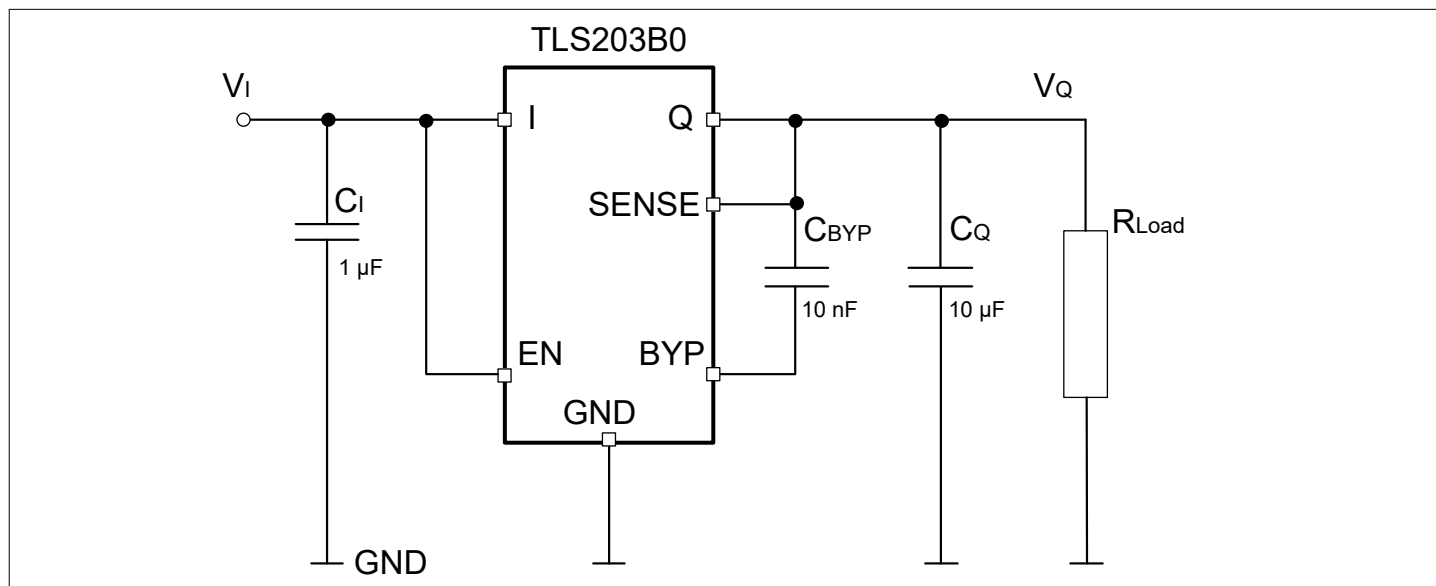 TLS203B0
VI
VQ
I
Q
SENSE
CI
1 µF
CBYP
10 nF
CQ
10 µF
RLoad
EN
BYP
GND
GND